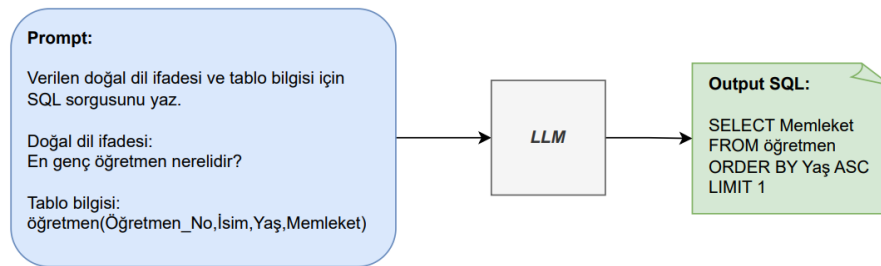 Prompt:
Verilen doğal dil ifadesi ve tablo bilgisi için
SQL sorgusunu yaz.
Doğal dil ifadesi:
En genç öğretmen nerelidir?
Tablo bilgisi:
öğretmen(Öğretmen_No,İsim,Yaş,Memleket)
LLM
Output SQL:
SELECT Memleket
FROM öğretmen
ORDER BY Yaş ASC
LIMIT 1